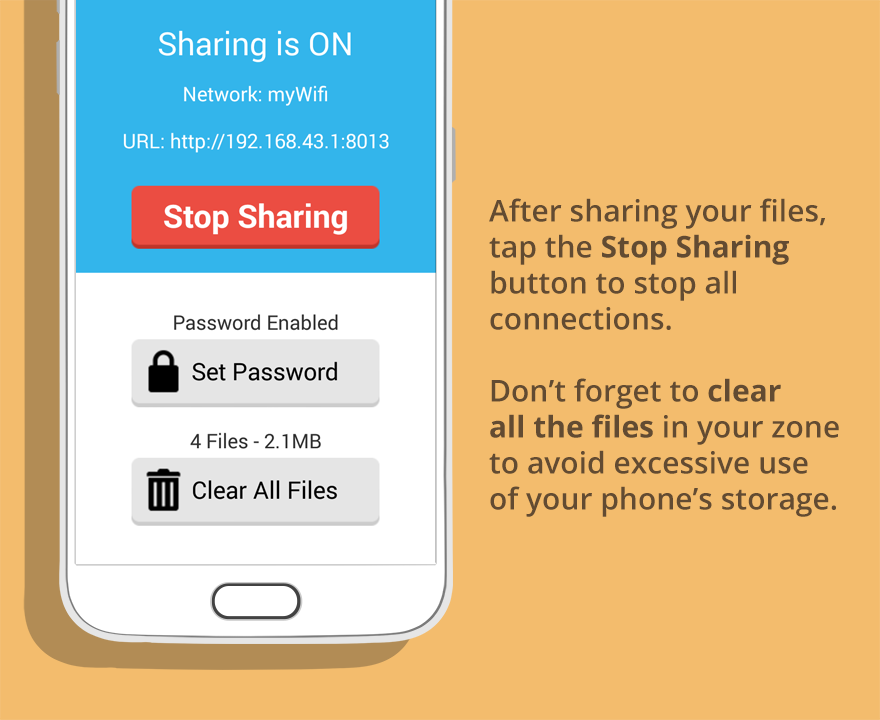 Sharing is ON
Network: myWifi
URL: http://192.168.43.1:8013
Stop Sharing
Password Enabled
Set Password
4 Files - 2.1MB
Clear All Files
After sharing your files,
tap the Stop Sharing
button to stop all
connections.
Don’t forget to clear
all the files in your zone
to avoid excessive use
of your phone’s storage.